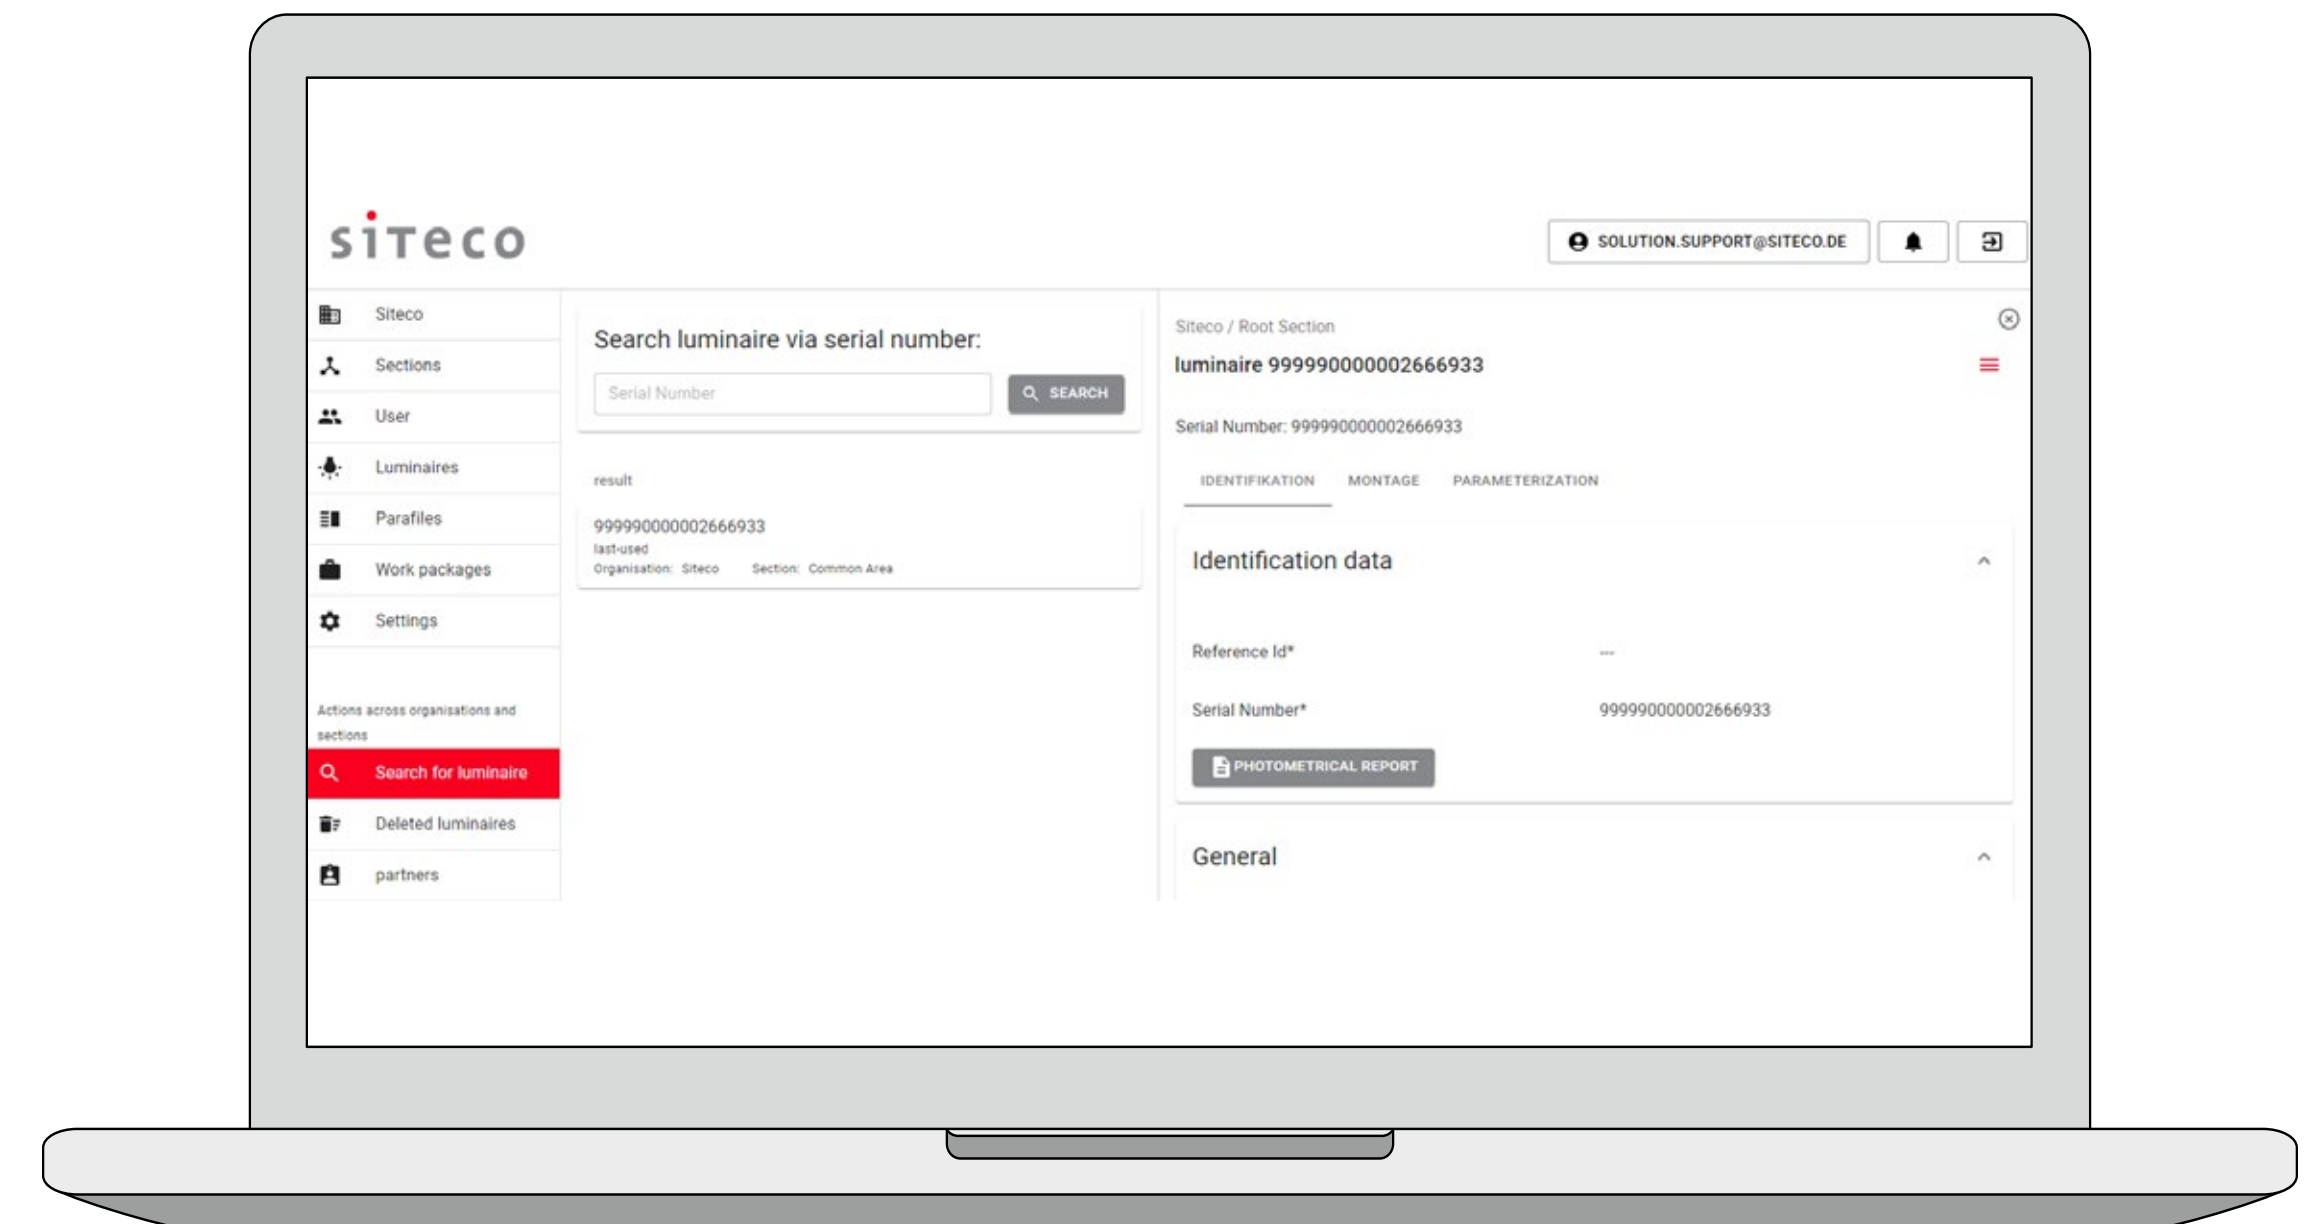 siteco
SOLUTION.SUPPORT@SITECO.DE
Siteco
Sections
User
Luminaires
Parafiles
Work packages
Settings
Actions across organisations and
sections
Search for luminaire
Deleted luminaires
partners
Search luminaire via serial number:
Serial Number
SEARCH
result
999990000002666933
last-used
Organisation: Siteco Section: Common Area
Siteco / Root Section
luminaire 999990000002666933
Serial Number: 999990000002666933
IDENTIFIKATION MONTAGE PARAMETERIZATION
Identification data
Reference Id* ---
Serial Number* 999990000002666933
PHOTOMETRICAL REPORT
General